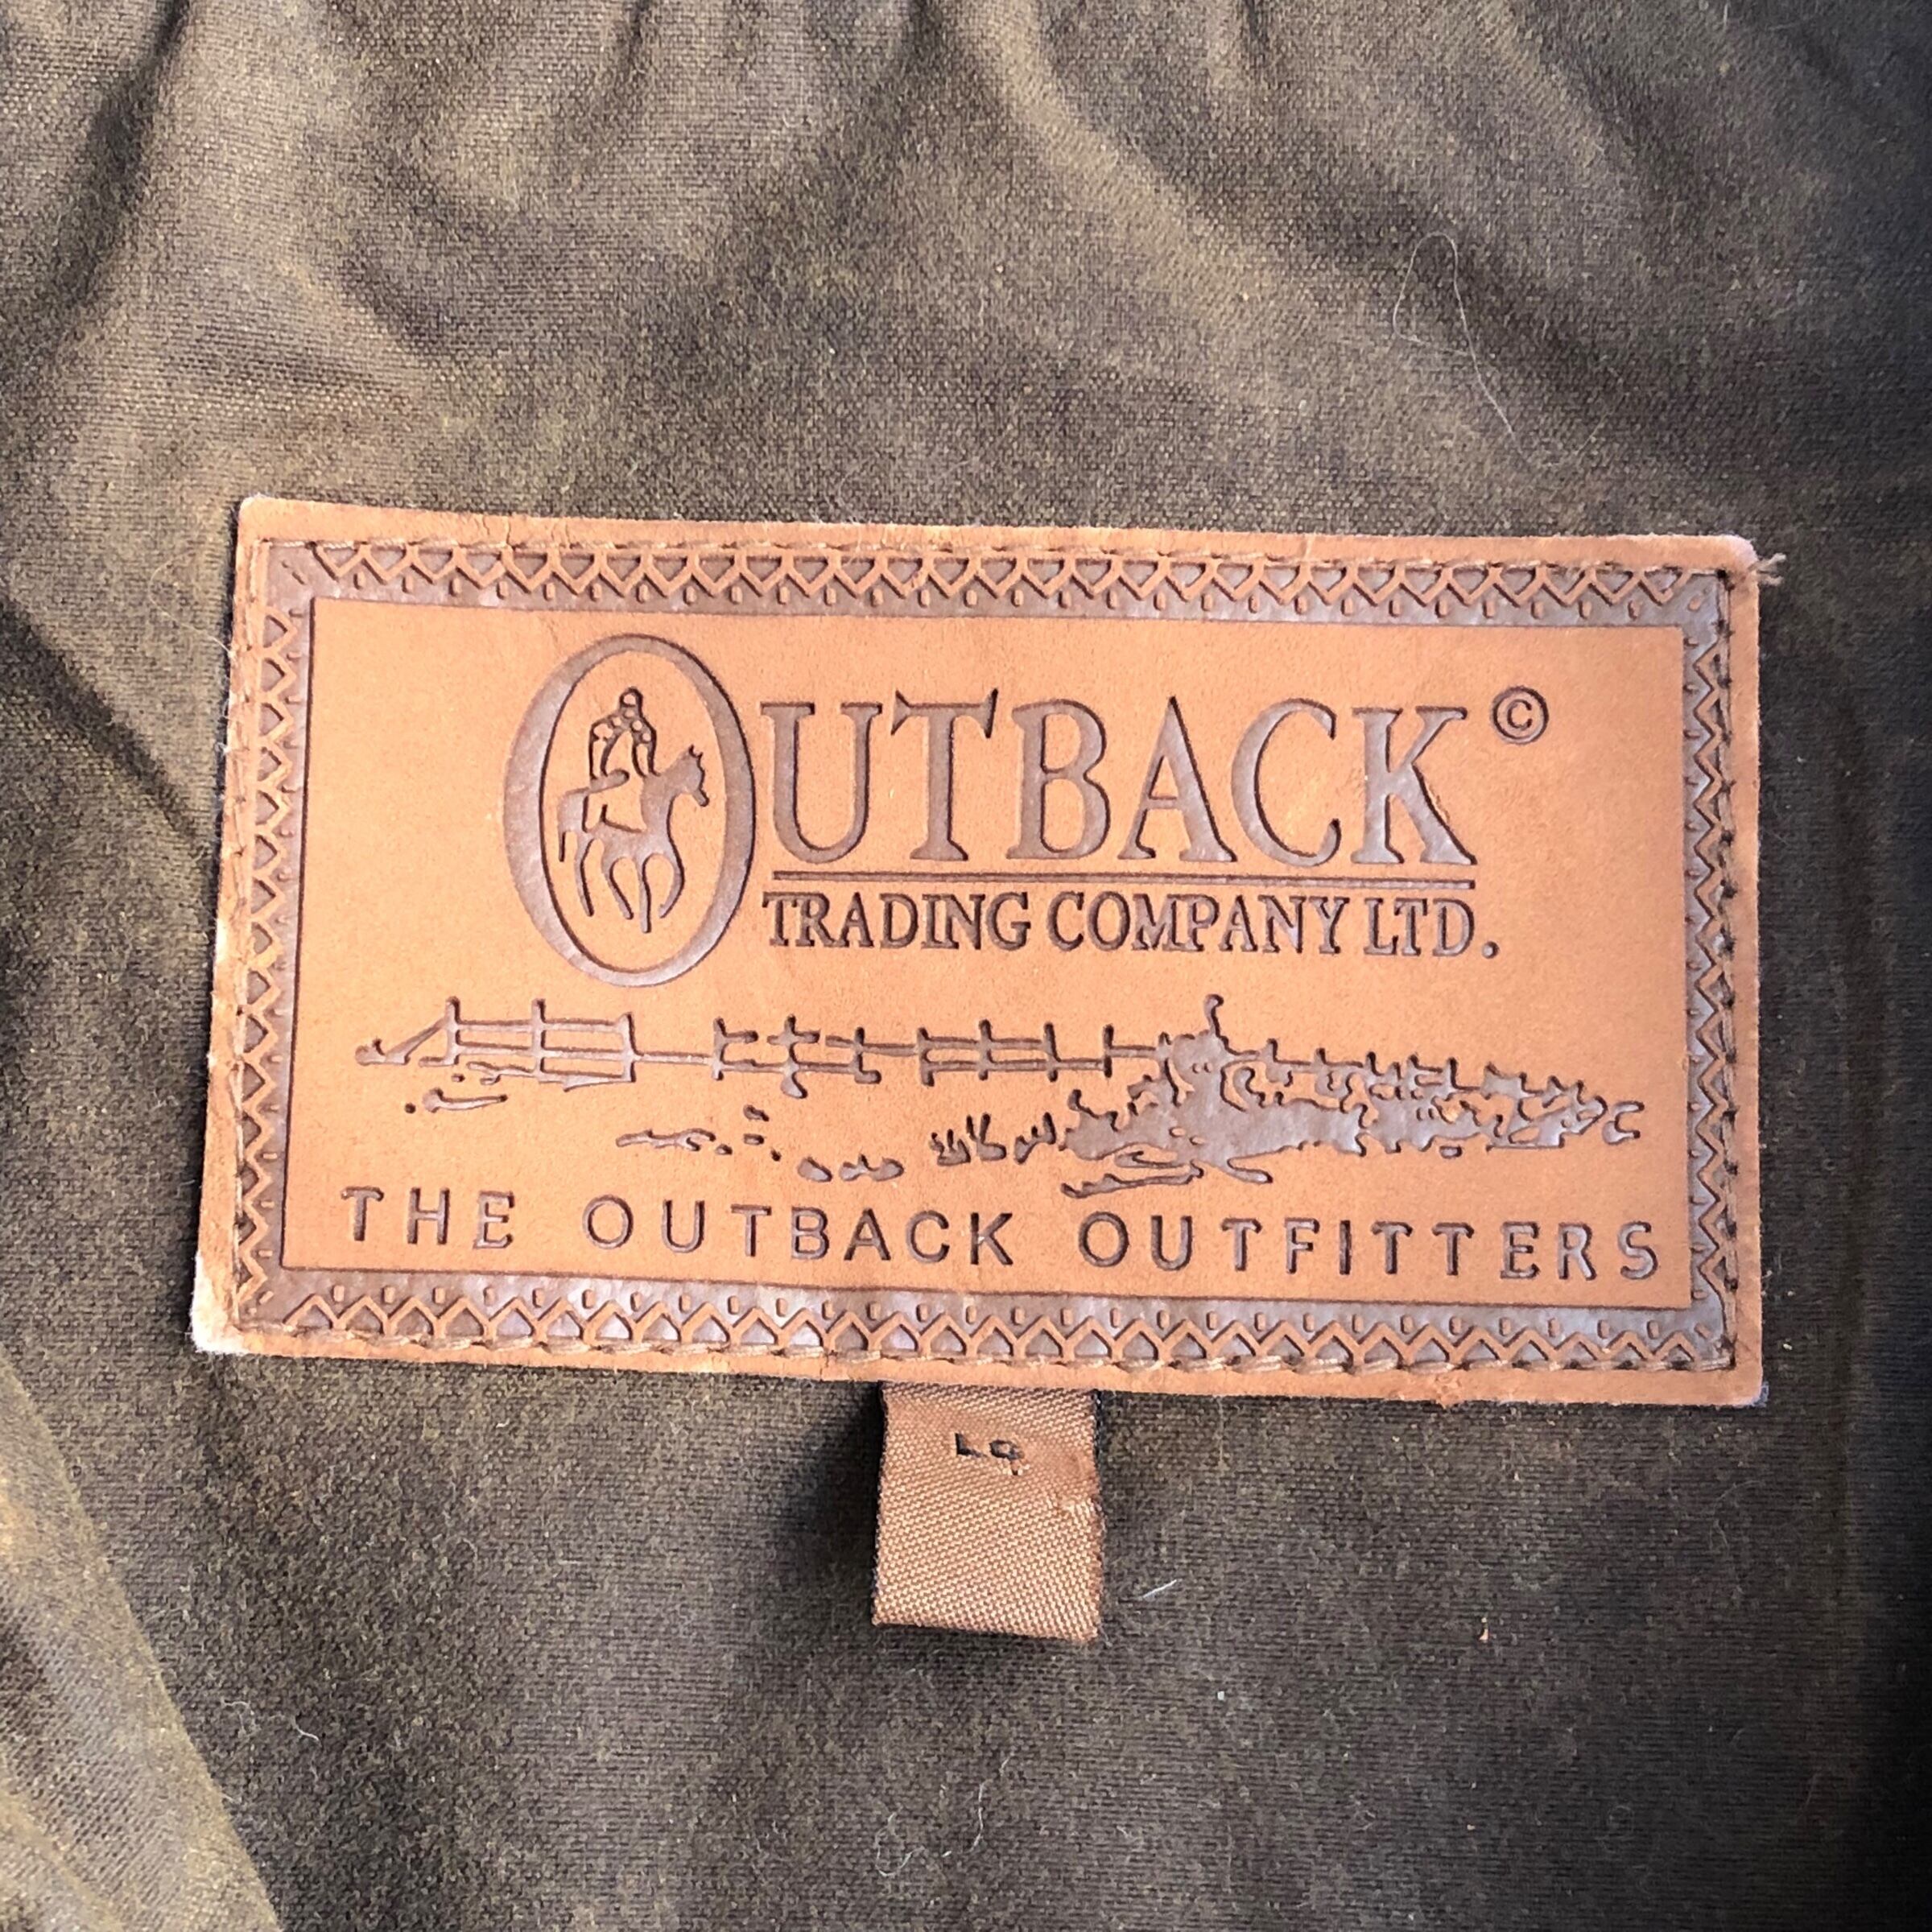 OUTBACK ©
TRADING COMPANY LTD.
THE OUTBACK OUTFITTERS
LG